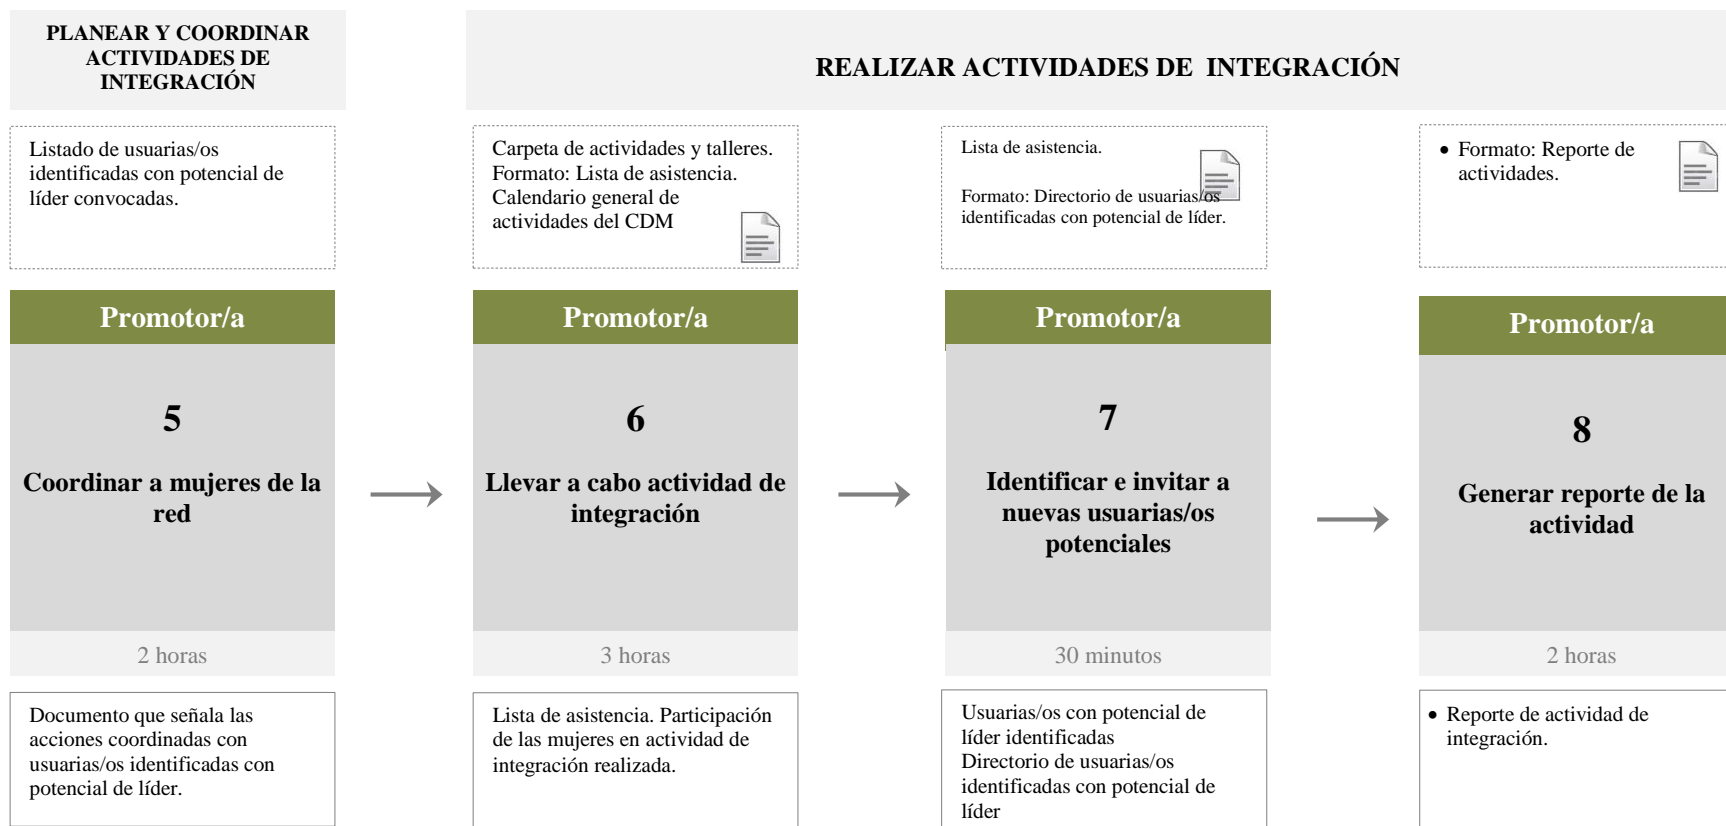 PLANEAR Y COORDINAR
ACTIVIDADES DE
INTEGRACIÓN
REALIZAR ACTIVIDADES DE INTEGRACIÓN
Listado de usuarias/os
identificadas con potencial de
líder convocadas.
Carpeta de actividades y talleres.
Formato: Lista de asistencia.
Calendario general de
actividades del CDM
Lista de asistencia.
Formato: Directorio de usuarias/os
identificadas con potencial de líder.
• Formato: Reporte de
actividades.
Promotor/a
5
Coordinar a mujeres de la
red
2 horas
Promotor/a
6
Llevar a cabo actividad de
integración
3 horas
Promotor/a
7
Identificar e invitar a
nuevas usuarias/os
potenciales
30 minutos
Promotor/a
8
Generar reporte de la
actividad
2 horas
Documento que señala las
acciones coordinadas con
usuarias/os identificadas con
potencial de líder.
Lista de asistencia. Participación
de las mujeres en actividad de
integración realizada.
Usuarias/os con potencial de
líder identificadas
Directorio de usuarias/os
identificadas con potencial de
líder
• Reporte de actividad de
integración.